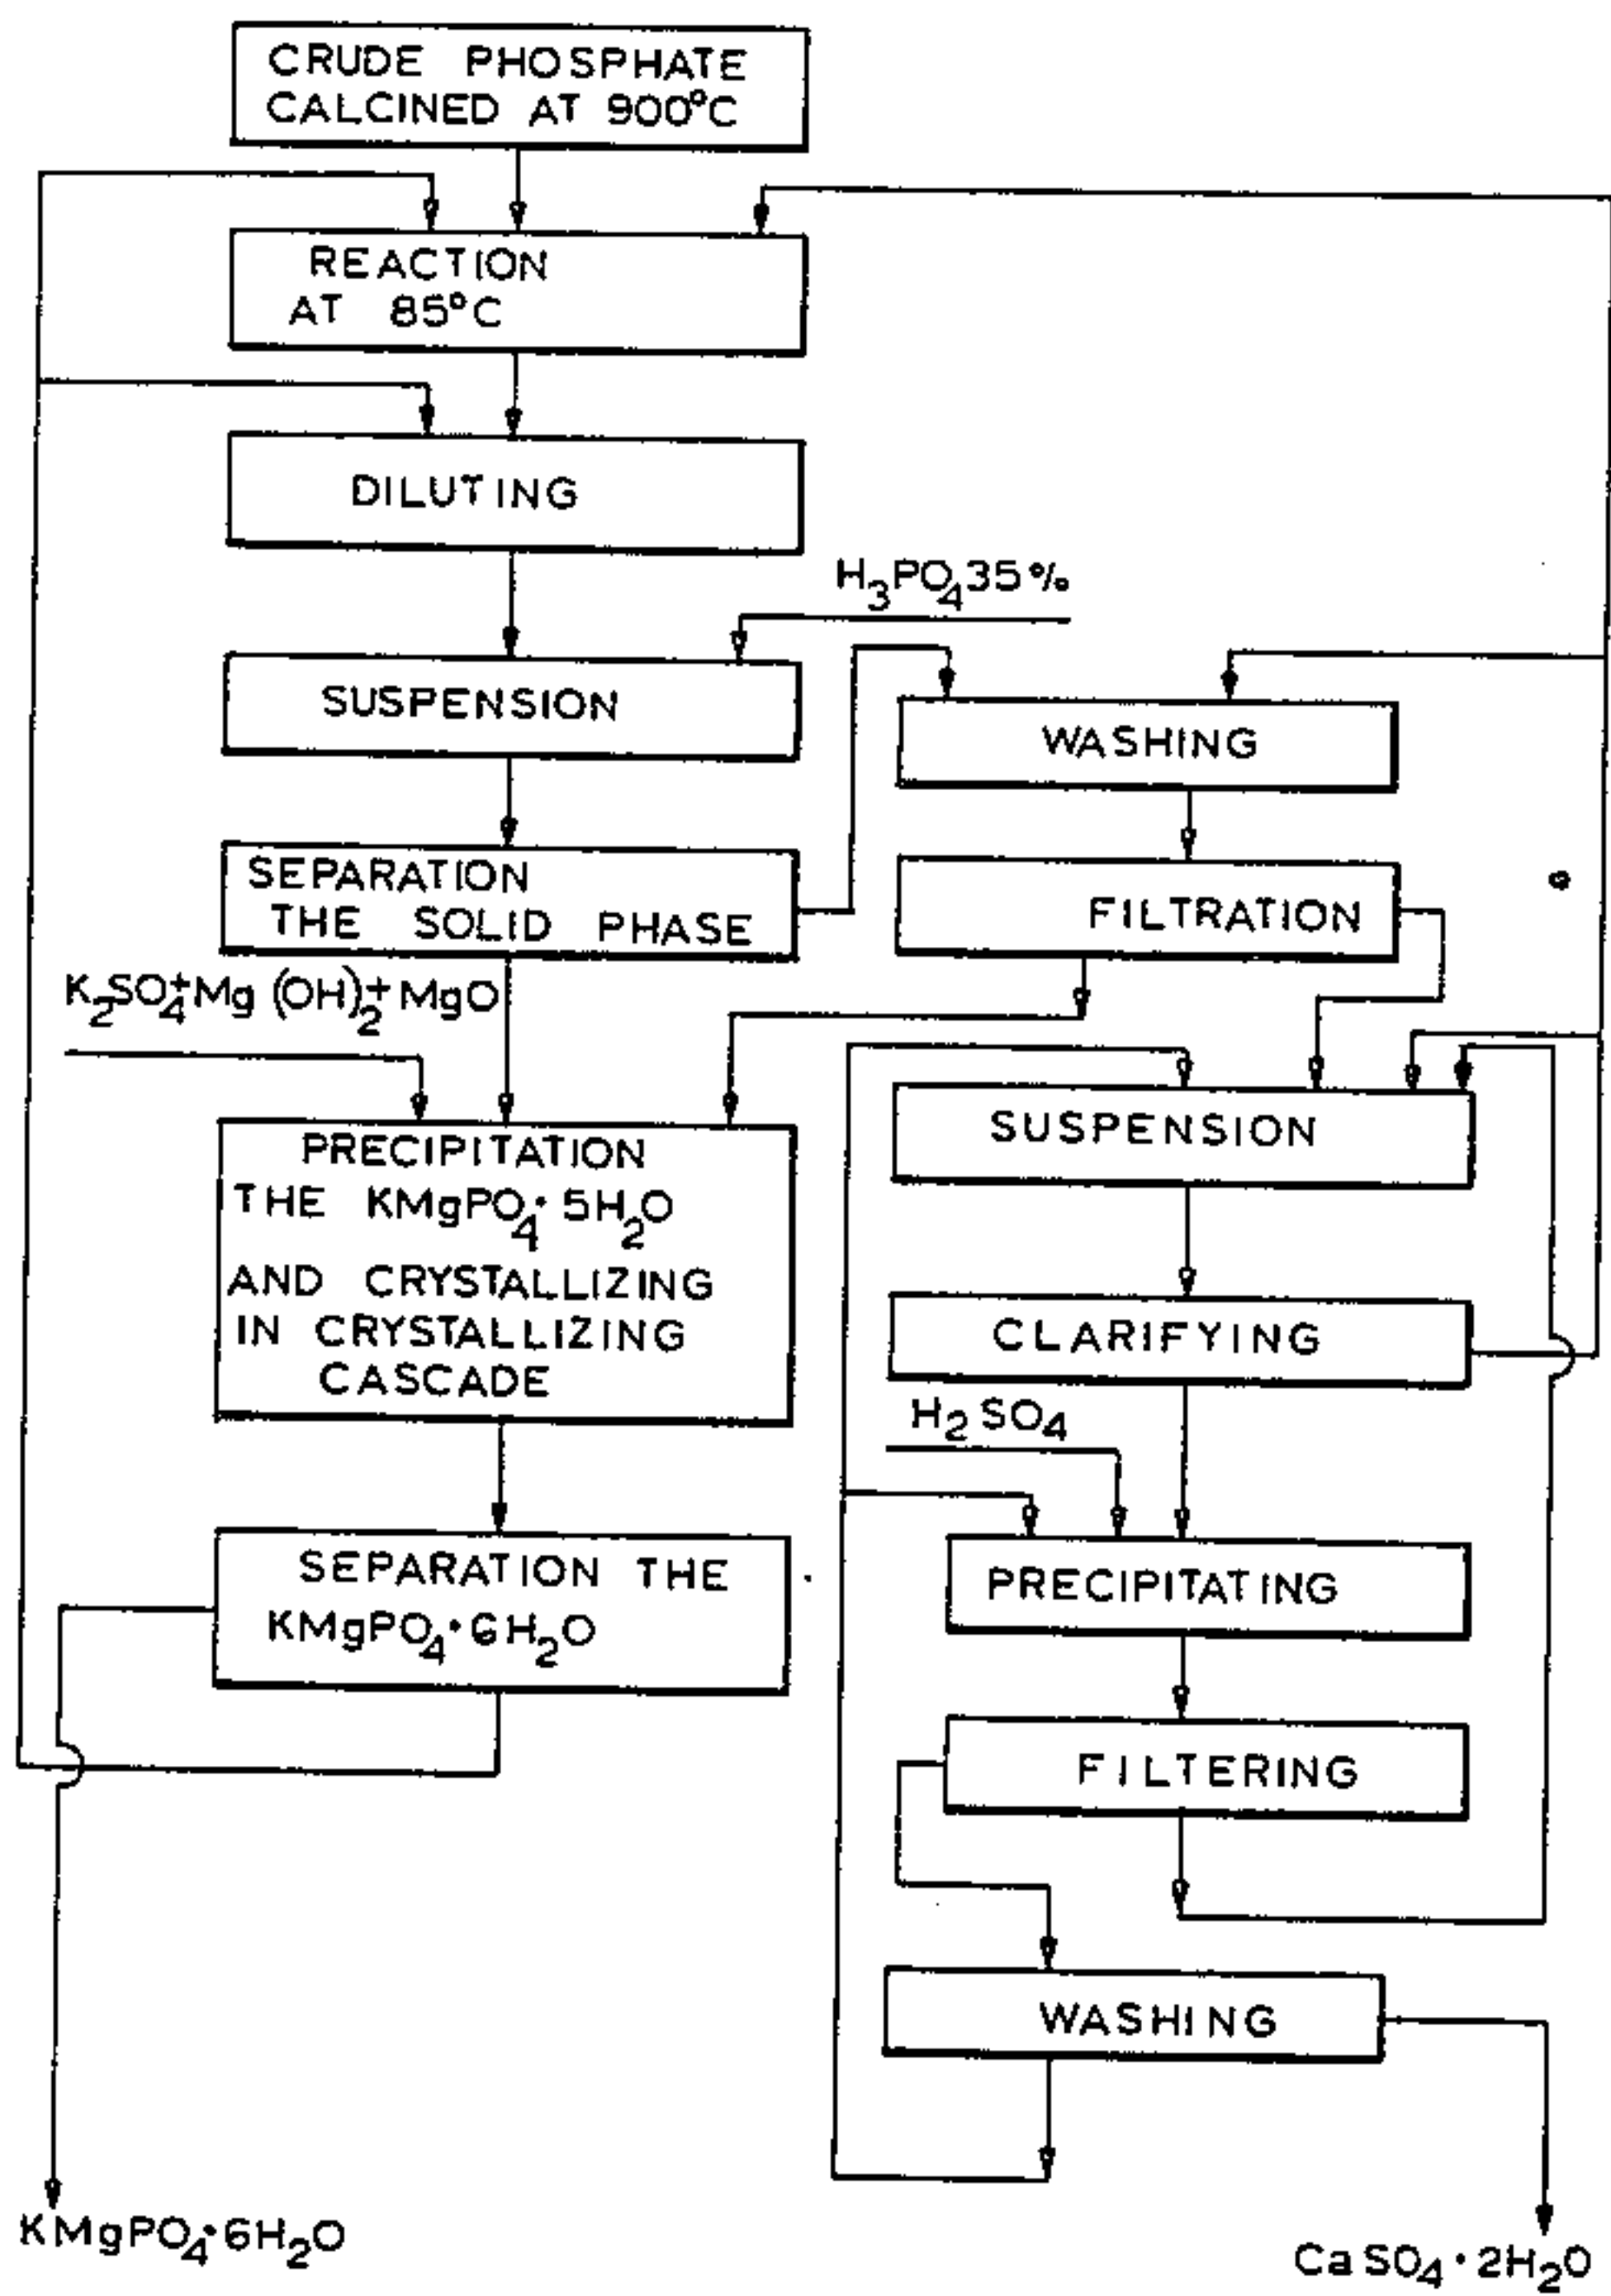 CRUDE PHOSPHATE
CALCINED AT 900°C
REACTION
AT 85°C
DILUTING
H₃PO₄ 35%
SUSPENSION
WASHING
SEPARATION
THE SOLID PHASE
FILTRATION
K₂SO₄+Mg(OH)₂+MgO
SUSPENSION
PRECIPITATION
THE KMgPO₄·5H₂O
AND CRYSTALLIZING
IN CRYSTALLIZING
CASCADE
CLARIFYING
H₂SO₄
SEPARATION THE
KMgPO₄·6H₂O
PRECIPITATING
FILTERING
WASHING
KMgPO₄·6H₂O
CaSO₄·2H₂O